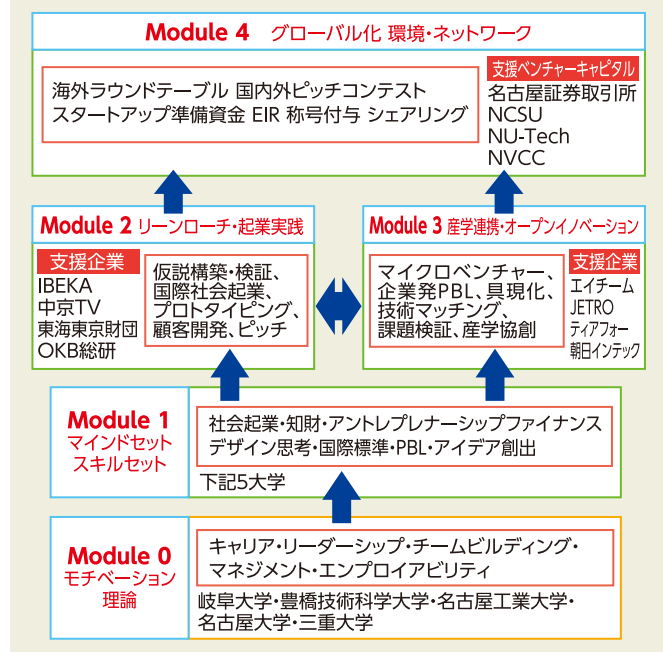 Module 4 グローバル化 環境・ネットワーク
海外ラウンドテーブル 国内外ピッチコンテスト
スタートアップ準備資金 EIR 称号付与 シェアリング
支援ベンチャーキャピタル
名古屋証券取引所
NCSU
NU-Tech
NVCC
Module 2 リーンローチ・起業実践
支援企業
IBEKA
中京TV
東海東京財団
OKB総研
仮説構築・検証、
国際社会起業、
プロトタイピング、
顧客開発、ピッチ
Module 3 産学連携・オープンイノベーション
マイクロベンチャー、
企業発PBL、具現化、
技術マッチング、
課題検証、産学協創
支援企業
エイチーム
JETRO
ティアフォー
朝日インテック
Module 1
マインドセット
スキルセット
社会起業・知財・アントレプレナーシップファイナンス
デザイン思考・国際標準・PBL・アイデア創出
下記5大学
Module 0
モチベーション
理論
キャリア・リーダーシップ・チームビルディング・
マネジメント・エンプロイアビリティ
岐阜大学・豊橋技術科学大学・名古屋工業大学・
名古屋大学・三重大学